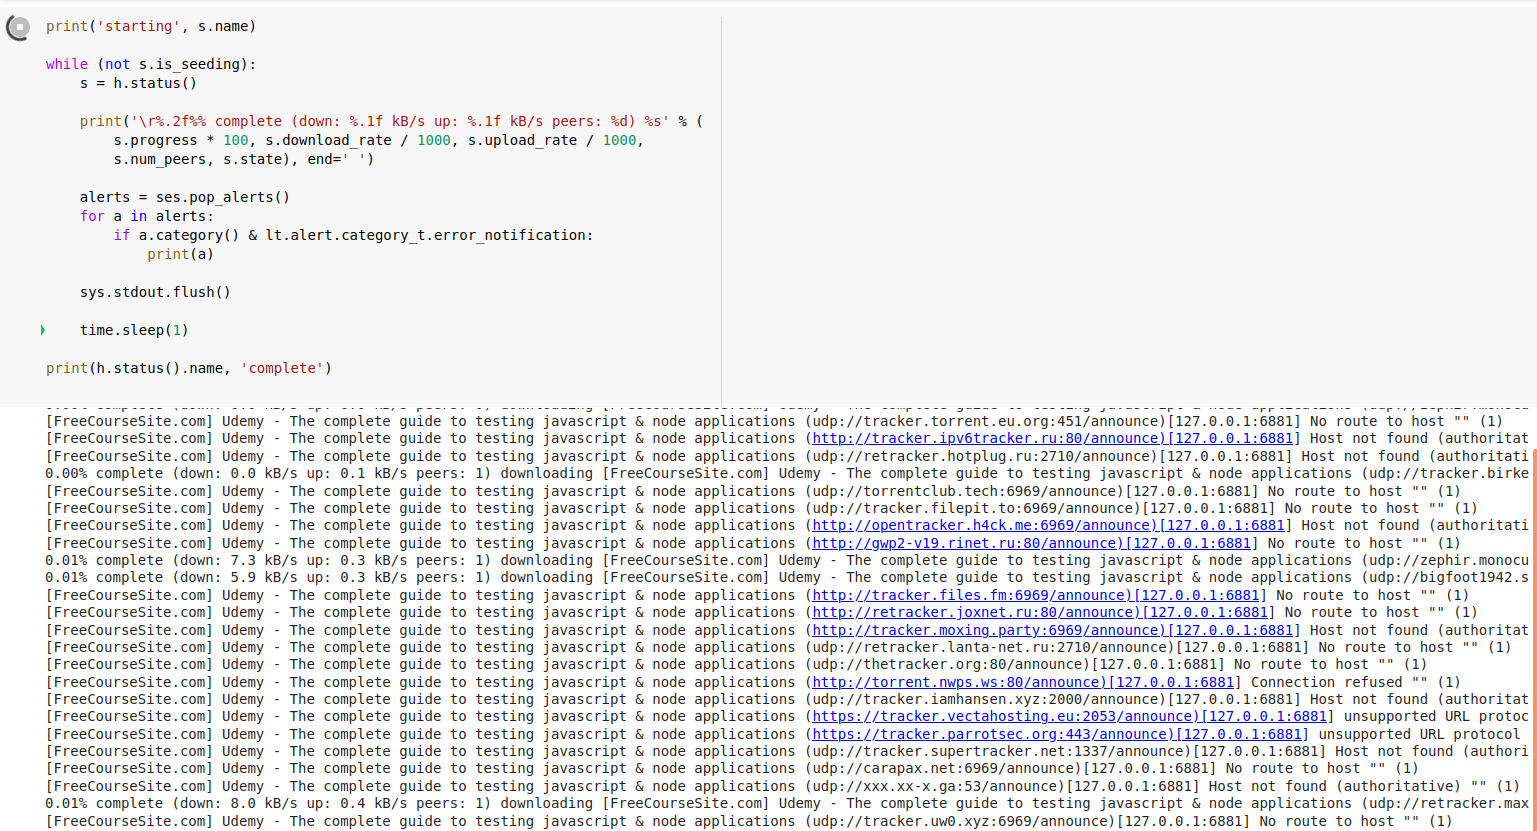 print('starting', s.name)
while (not s.is_seeding):
s = h.status()
print('\r%.2f%% complete (down: %.1f kB/s up: %.1f kB/s peers: %d) %s' % (
s.progress * 100, s.download_rate / 1000, s.upload_rate / 1000,
s.num_peers, s.state), end=' ')
alerts = ses.pop_alerts()
for a in alerts:
if a.category() & lt.alert.category_t.error_notification:
print(a)
sys.stdout.flush()
time.sleep(1)
print(h.status().name, 'complete')
[FreeCourseSite.com] Udemy - The complete guide to testing javascript & node applications (udp://tracker.torrent.eu.org:451/announce)[127.0.0.1:6881] No route to host "" (1)
[FreeCourseSite.com] Udemy - The complete guide to testing javascript & node applications (http://tracker.ipv6tracker.ru:80/announce)[127.0.0.1:6881] Host not found (authoritat
[FreeCourseSite.com] Udemy - The complete guide to testing javascript & node applications (udp://retracker.hotplug.ru:2710/announce)[127.0.0.1:6881] Host not found (authoritati
0.00% complete (down: 0.0 kB/s up: 0.1 kB/s peers: 1) downloading [FreeCourseSite.com] Udemy - The complete guide to testing javascript & node applications (udp://tracker.birke
[FreeCourseSite.com] Udemy - The complete guide to testing javascript & node applications (udp://torrentclub.tech:6969/announce)[127.0.0.1:6881] No route to host "" (1)
[FreeCourseSite.com] Udemy - The complete guide to testing javascript & node applications (udp://tracker.filepit.to:6969/announce)[127.0.0.1:6881] No route to host "" (1)
[FreeCourseSite.com] Udemy - The complete guide to testing javascript & node applications (http://opentracker.h4ck.me:6969/announce)[127.0.0.1:6881] Host not found (authoritati
[FreeCourseSite.com] Udemy - The complete guide to testing javascript & node applications (http://gwp2-v19.rinet.ru:80/announce)[127.0.0.1:6881] No route to host "" (1)
0.01% complete (down: 7.3 kB/s up: 0.3 kB/s peers: 1) downloading [FreeCourseSite.com] Udemy - The complete guide to testing javascript & node applications (udp://zephir.monocu
0.01% complete (down: 5.9 kB/s up: 0.3 kB/s peers: 1) downloading [FreeCourseSite.com] Udemy - The complete guide to testing javascript & node applications (udp://bigfoot1942.s
[FreeCourseSite.com] Udemy - The complete guide to testing javascript & node applications (http://tracker.files.fm:6969/announce)[127.0.0.1:6881] No route to host "" (1)
[FreeCourseSite.com] Udemy - The complete guide to testing javascript & node applications (http://retracker.joxnet.ru:80/announce)[127.0.0.1:6881] No route to host "" (1)
[FreeCourseSite.com] Udemy - The complete guide to testing javascript & node applications (http://tracker.moxing.party:6969/announce)[127.0.0.1:6881] Host not found (authoritat
[FreeCourseSite.com] Udemy - The complete guide to testing javascript & node applications (udp://retracker.lanta-net.ru:2710/announce)[127.0.0.1:6881] No route to host "" (1)
[FreeCourseSite.com] Udemy - The complete guide to testing javascript & node applications (udp://thetracker.org:80/announce)[127.0.0.1:6881] No route to host "" (1)
[FreeCourseSite.com] Udemy - The complete guide to testing javascript & node applications (http://torrent.nwps.ws:80/announce)[127.0.0.1:6881] Connection refused "" (1)
[FreeCourseSite.com] Udemy - The complete guide to testing javascript & node applications (udp://tracker.iamhansen.xyz:2000/announce)[127.0.0.1:6881] Host not found (authoritat
[FreeCourseSite.com] Udemy - The complete guide to testing javascript & node applications (https://tracker.vectahosting.eu:2053/announce)[127.0.0.1:6881] unsupported URL protoc
[FreeCourseSite.com] Udemy - The complete guide to testing javascript & node applications (https://tracker.parrotsec.org:443/announce)[127.0.0.1:6881] unsupported URL protocol
[FreeCourseSite.com] Udemy - The complete guide to testing javascript & node applications (udp://tracker.supertracker.net:1337/announce)[127.0.0.1:6881] Host not found (authori
[FreeCourseSite.com] Udemy - The complete guide to testing javascript & node applications (udp://carapax.net:6969/announce)[127.0.0.1:6881] No route to host "" (1)
[FreeCourseSite.com] Udemy - The complete guide to testing javascript & node applications (udp://xxx.xx-x.ga:53/announce)[127.0.0.1:6881] Host not found (authoritative) "" (1)
0.01% complete (down: 8.0 kB/s up: 0.4 kB/s peers: 1) downloading [FreeCourseSite.com] Udemy - The complete guide to testing javascript & node applications (udp://retracker.max
[FreeCourseSite.com] Udemy - The complete guide to testing javascript & node applications (udp://tracker.uw0.xyz:6969/announce)[127.0.0.1:6881] No route to host "" (1)